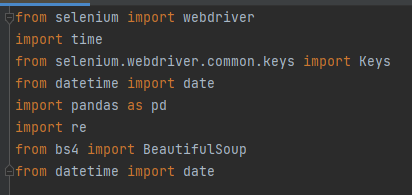 from selenium import webdriver
import time
from selenium.webdriver.common.keys import Keys
from datetime import date
import pandas as pd
import re
from bs4 import BeautifulSoup
from datetime import date